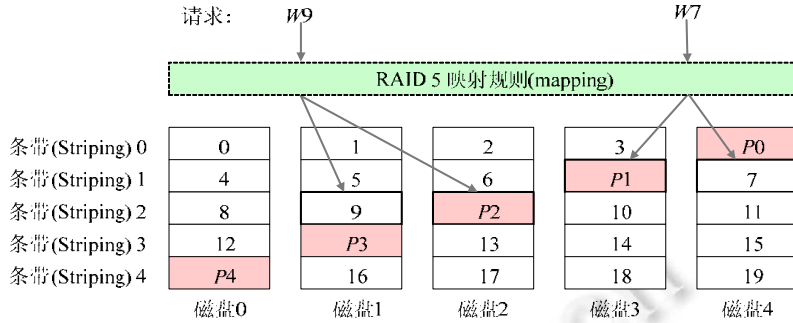 请求: W9 W7
RAID 5 映射规则(mapping)
条带(Striping) 0 0 1 2 3 P0
条带(Striping) 1 4 5 6 P1 7
条带(Striping) 2 8 9 P2 10 11
条带(Striping) 3 12 P3 13 14 15
条带(Striping) 4 P4 16 17 18 19
磁盘0 磁盘1 磁盘2 磁盘3 磁盘4